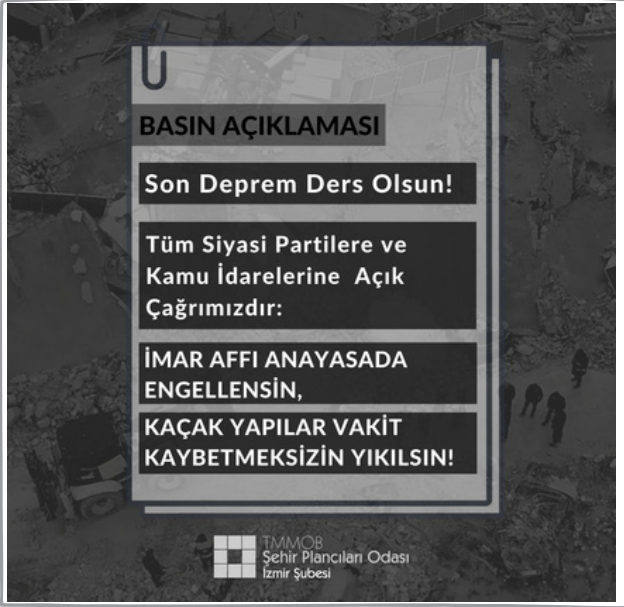 BASIN AÇIKLAMASI
Son Deprem Ders Olsun!
Tüm Siyasi Partilere ve
Kamu İdarelerine Açık
Çağrımızdır:
İMAR AFFI ANAYASADA
ENGELLENSİN,
KAÇAK YAPILAR VAKİT
KAYBETMEKSİZİN YIKILSIN!
TMMOB
Şehir Plancıları Odası
İzmir Şubesi